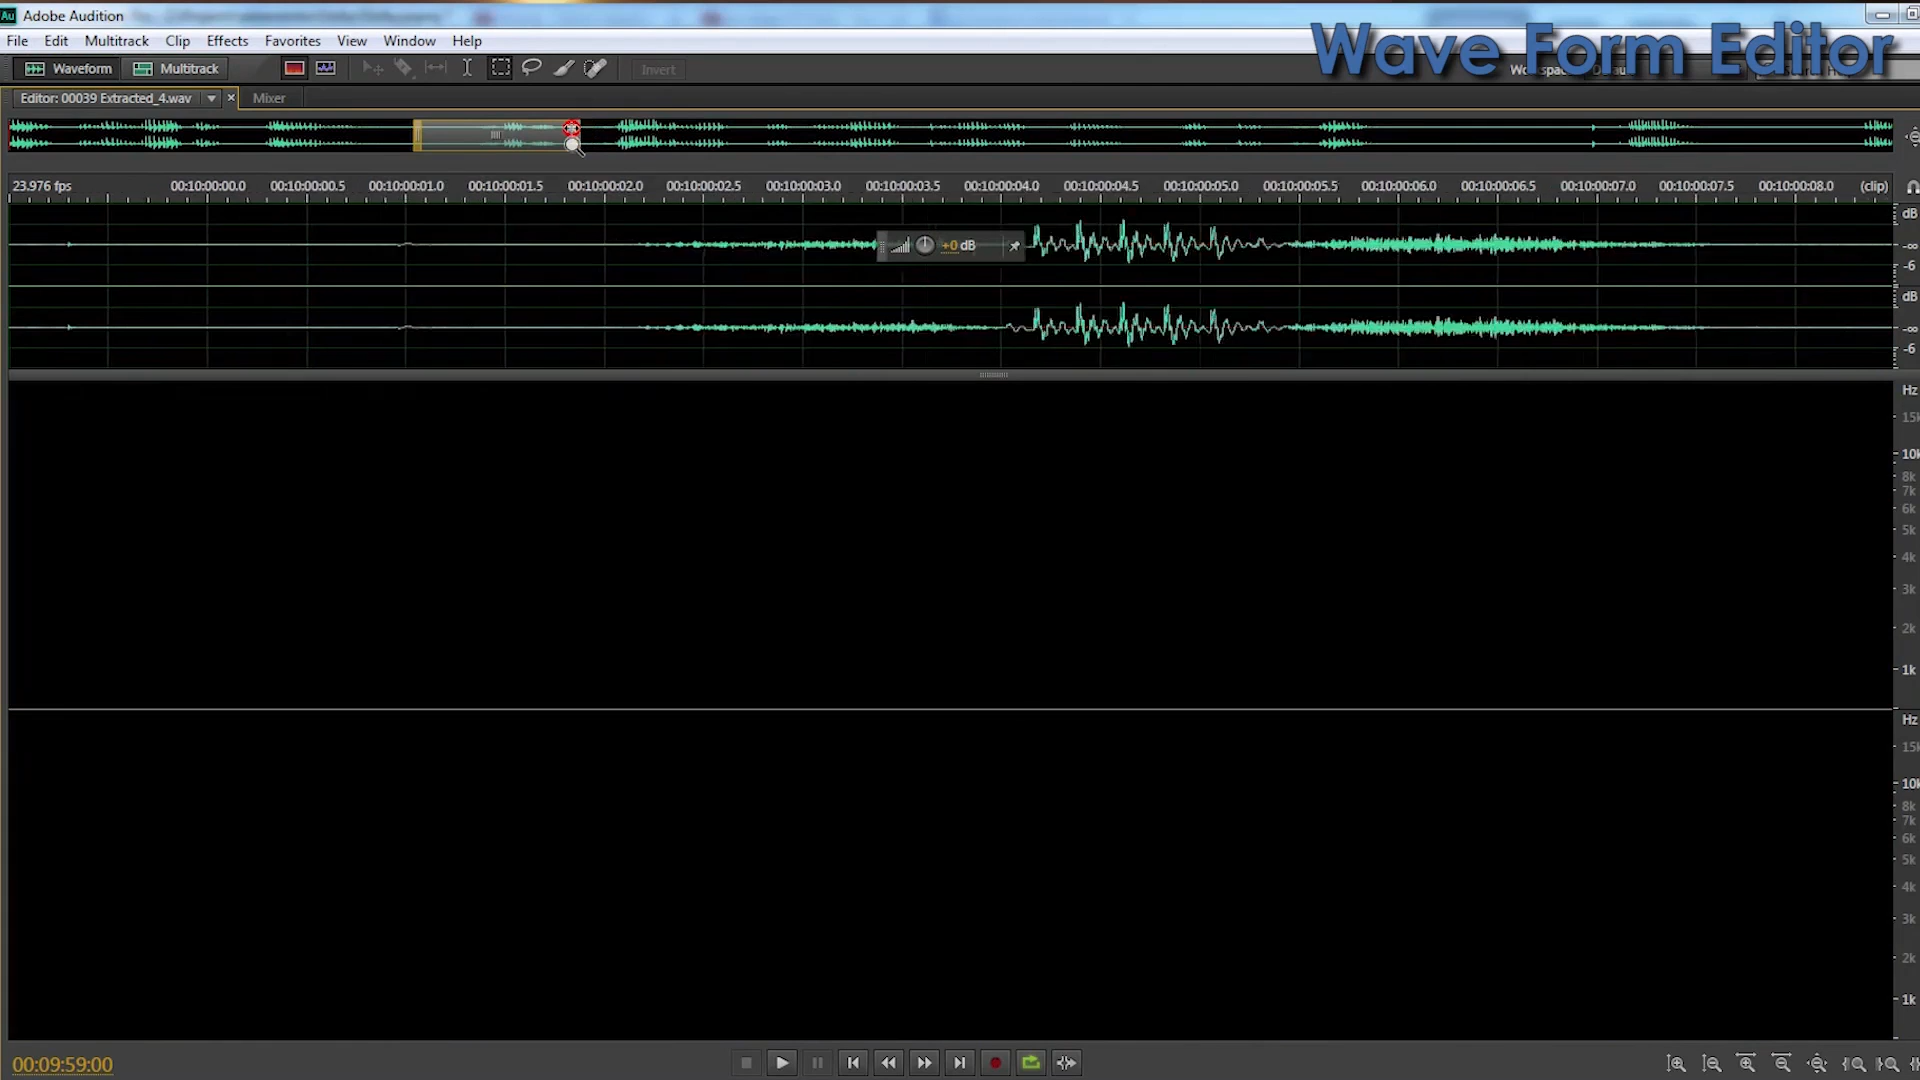 Adobe Audition
Wave Form Editor
File Edit Multitrack Clip Effects Favorites View Window Help
Waveform Multitrack Invert
Editor: 00039 Extracted_4.wav Mixer
23.976 fps 00:10:00:00.0 00:10:00:00.5 00:10:00:01.0 00:10:00:01.5 00:10:00:02.0 00:10:00:02.5 00:10:00:03.0 00:10:00:03.5 00:10:00:04.0 00:10:00:04.5 00:10:00:05.0 00:10:00:05.5 00:10:00:06.0 00:10:00:06.5 00:10:00:07.0 00:10:00:07.5 00:10:00:08.0 (clip)
dB
+0 dB
-∞
-6
dB
-∞
-6
Hz
15k
10k
8k
7k
6k
5k
4k
3k
2k
1k
Hz
15k
10k
8k
7k
6k
5k
4k
3k
2k
1k
00:09:59:00